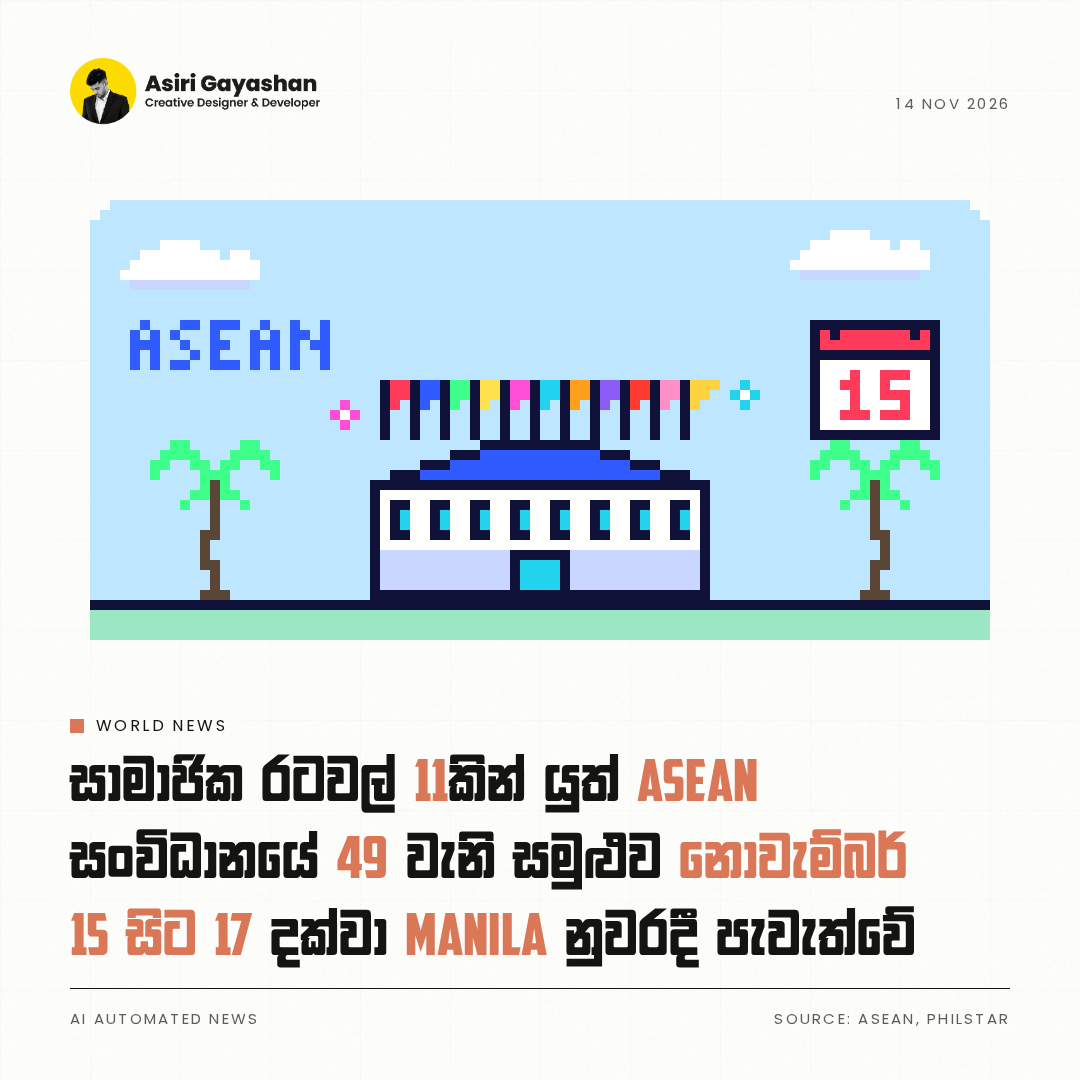 Asiri Gayashan
Creative Designer & Developer
14 NOV 2026
ASEAN
15
WORLD NEWS
සාමාජික රටවල් 11කින් යුත් ASEAN
සංවිධානයේ 49 වැනි සමුළුව නොවැම්බර්
15 සිට 17 දක්වා MANILA නුවරදී පැවැත්වේ
AI AUTOMATED NEWS
SOURCE: ASEAN, PHILSTAR